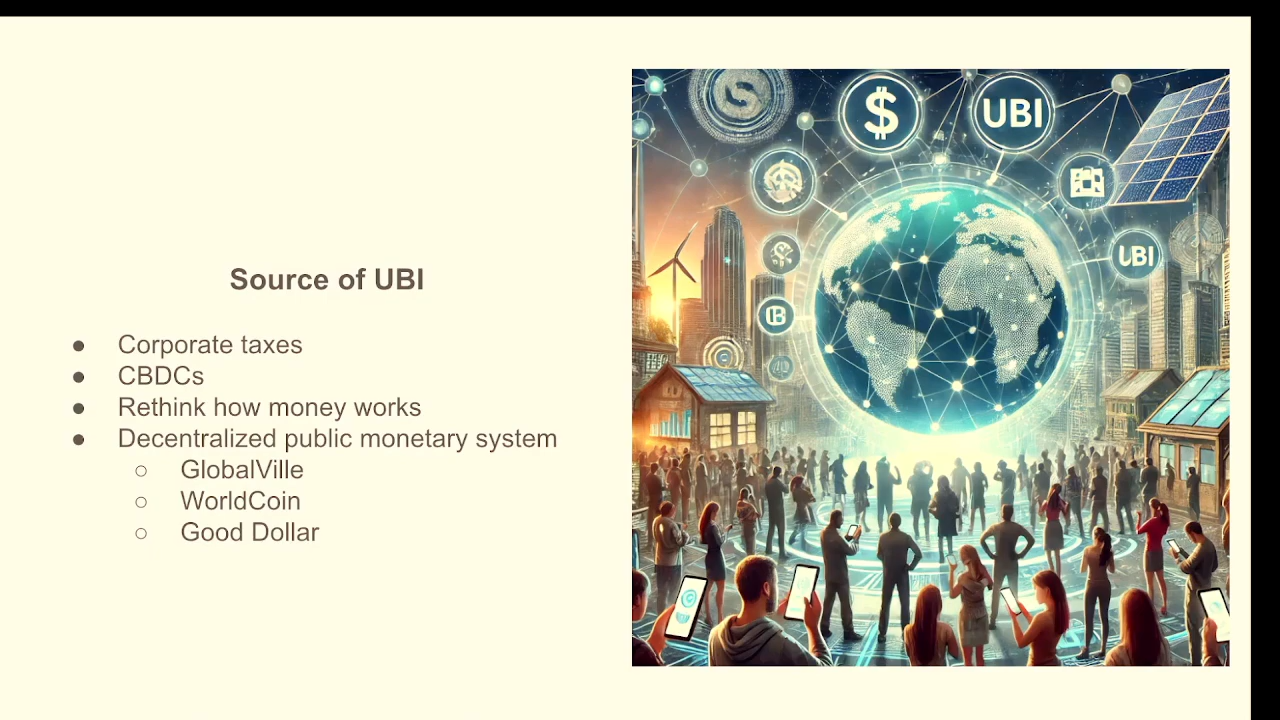 Source of UBI
● Corporate taxes
● CBDCs
● Rethink how money works
● Decentralized public monetary system
○ GlobalVille
○ WorldCoin
○ Good Dollar
$
UBI
UBI